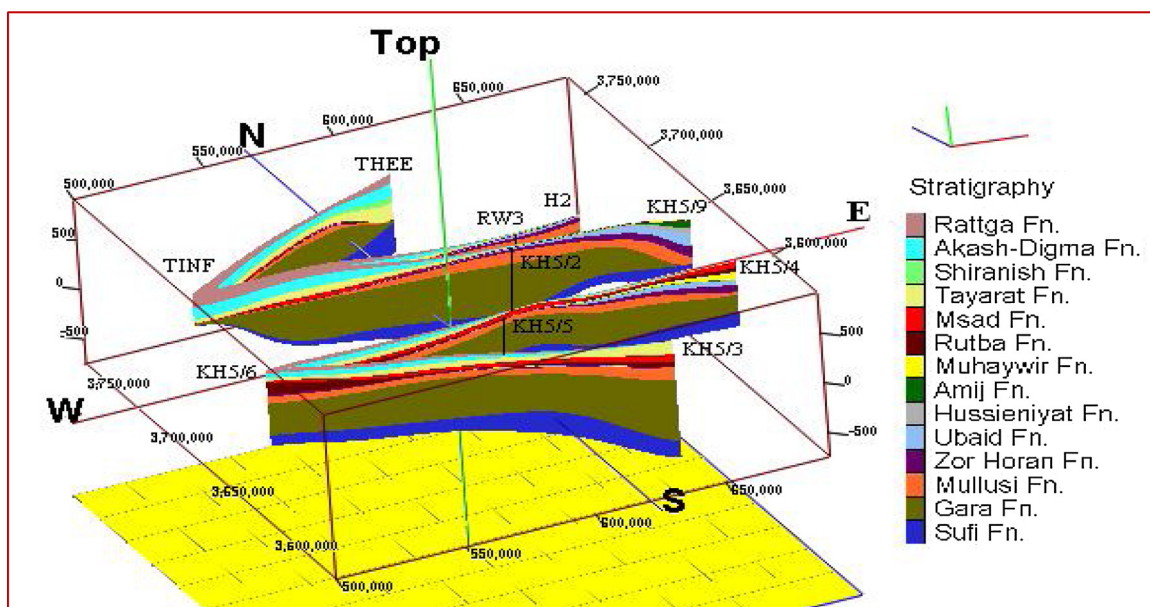 Top
650,000
3,750,000
600,000
N
3,700,000
550,000
THEE
500,000
3,650,000
H2
KH5/9
RW3
E
500
3,600,000
TINF
KH5/2
KH5/4
0
-500
KH5/5
500
KH5/3
KH5/6
3,750,000
0
W
3,700,000
-500
3,650,000
S
650,000
600,000
3,600,000
550,000
500,000
Stratigraphy
Rattga Fn.
Akash-Digma Fn.
Shiranish Fn.
Tayarat Fn.
Msad Fn.
Rutba Fn.
Muhaywir Fn.
Amij Fn.
Hussieniyat Fn.
Ubaid Fn.
Zor Horan Fn.
Mullusi Fn.
Gara Fn.
Sufi Fn.